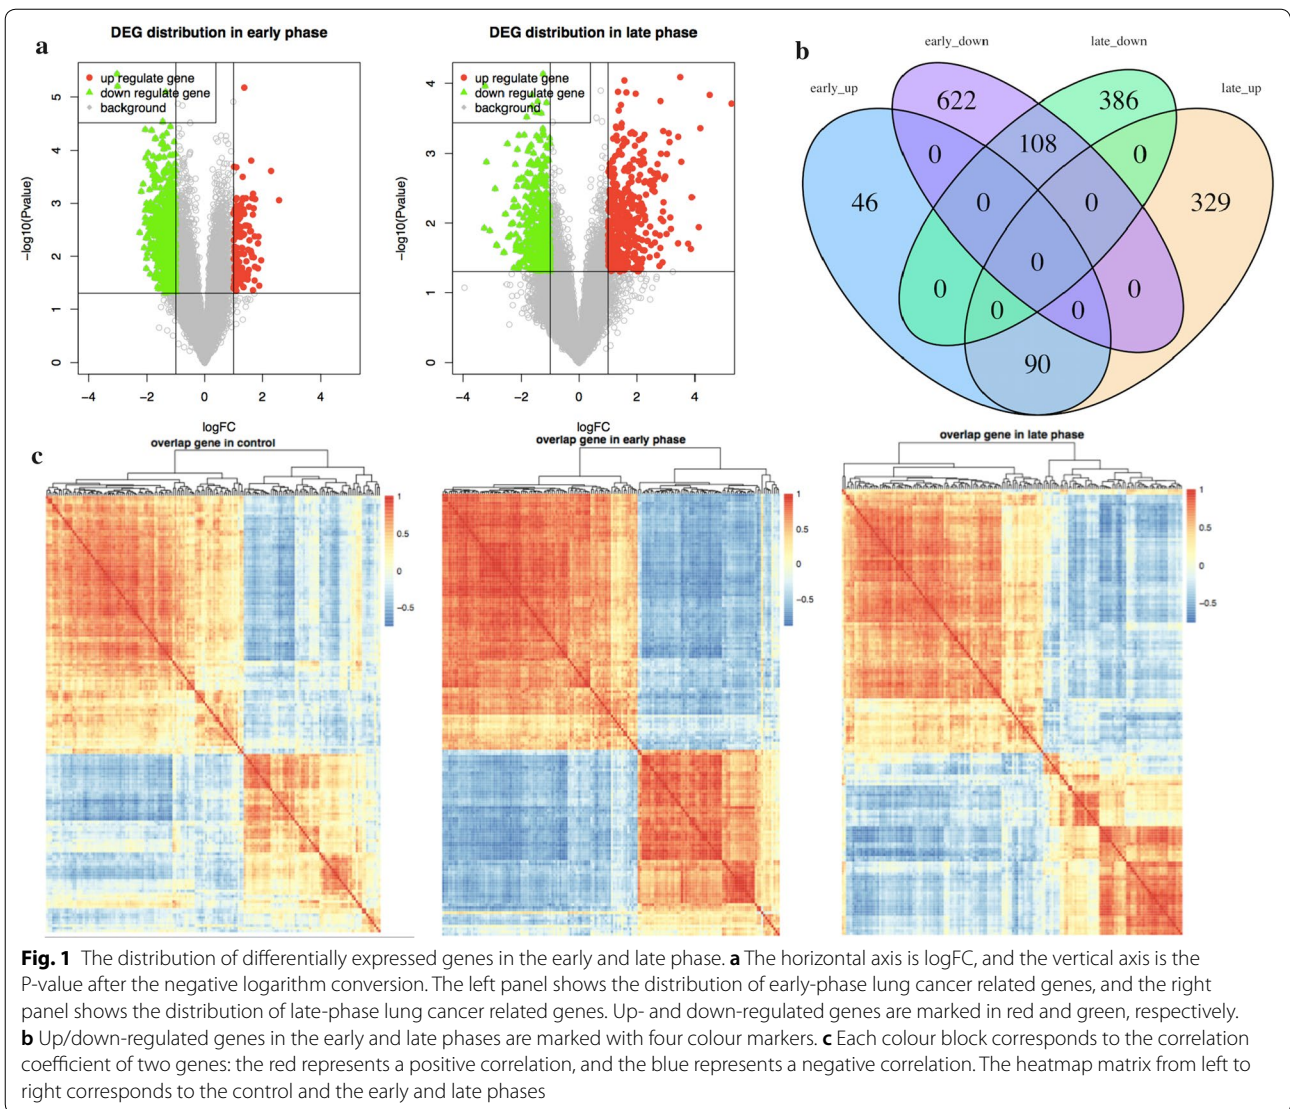 a
DEG distribution in early phase
up regulate gene
down regulate gene
background
−log10(Pvalue)
5
4
3
2
1
0
−4 −2 0 2 4
logFC
DEG distribution in late phase
up regulate gene
down regulate gene
background
−log10(Pvalue)
4
3
2
1
0
−4 −2 0 2 4
logFC
b
early_down late_down
early_up late_up
622 386
108
0 0
46 0 0 329
0
0 0
0 0
90
c
overlap gene in control
1
0.5
0
−0.5
overlap gene in early phase
1
0.5
0
−0.5
overlap gene in late phase
1
0.5
0
−0.5
Fig. 1 The distribution of differentially expressed genes in the early and late phase. a The horizontal axis is logFC, and the vertical axis is the
P-value after the negative logarithm conversion. The left panel shows the distribution of early-phase lung cancer related genes, and the right
panel shows the distribution of late-phase lung cancer related genes. Up- and down-regulated genes are marked in red and green, respectively.
b Up/down-regulated genes in the early and late phases are marked with four colour markers. c Each colour block corresponds to the correlation
coefficient of two genes: the red represents a positive correlation, and the blue represents a negative correlation. The heatmap matrix from left to
right corresponds to the control and the early and late phases